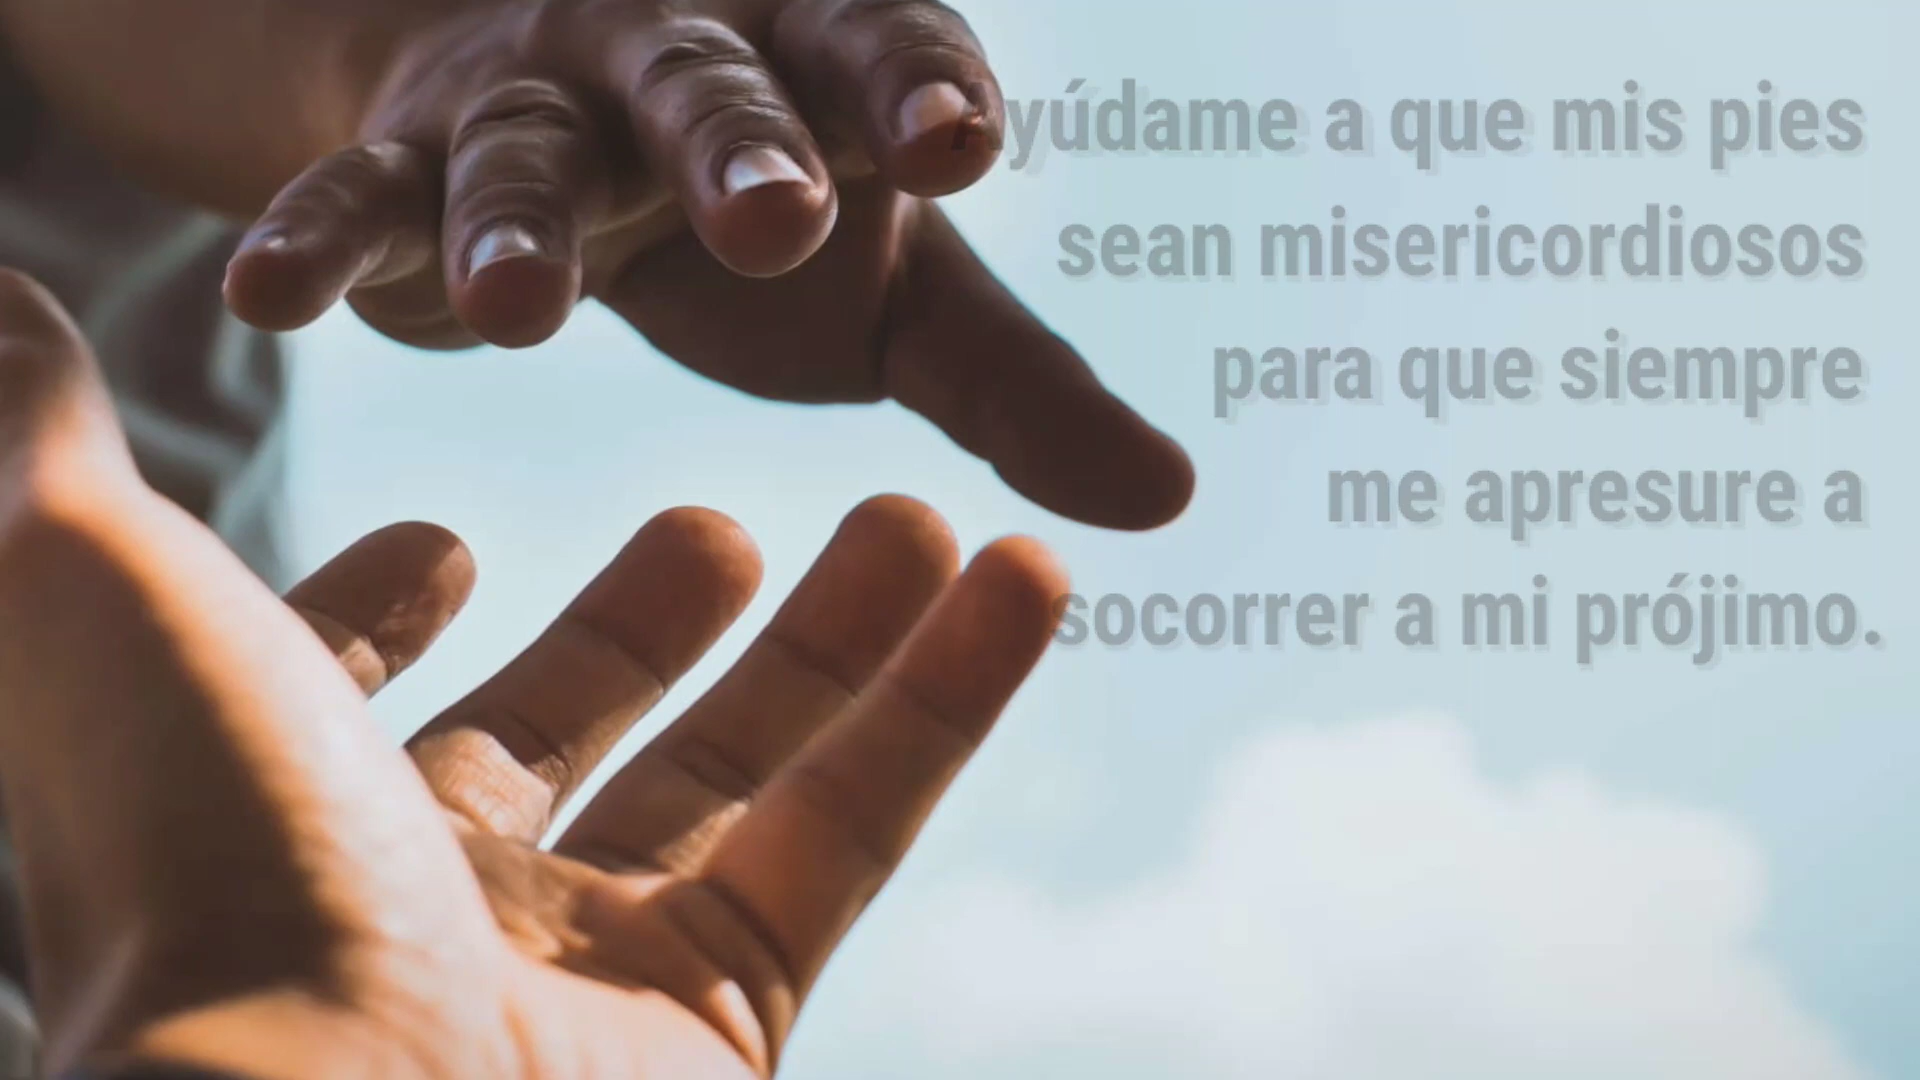 Ayúdame a que mis pies
sean misericordiosos
para que siempre
me apresure a
socorrer a mi prójimo.